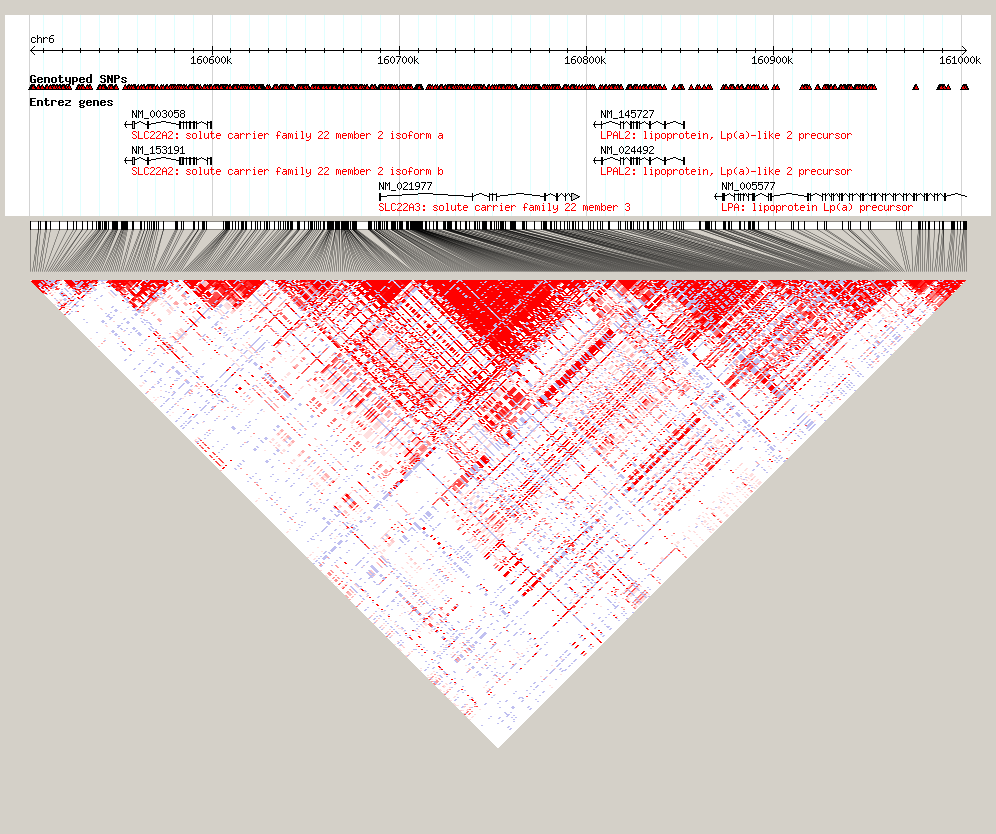 chr6
160600k 160700k 160800k 160900k 161000k
Genotyped SNPs
Entrez genes
NM_003058 NM_145727
SLC22A2: solute carrier family 22 member 2 isoform a LPAL2: lipoprotein, Lp(a)-like 2 precursor
NM_153191 NM_024492
SLC22A2: solute carrier family 22 member 2 isoform b LPAL2: lipoprotein, Lp(a)-like 2 precursor
NM_021977 NM_005577
SLC22A3: solute carrier family 22 member 3 LPA: lipoprotein Lp(a) precursor